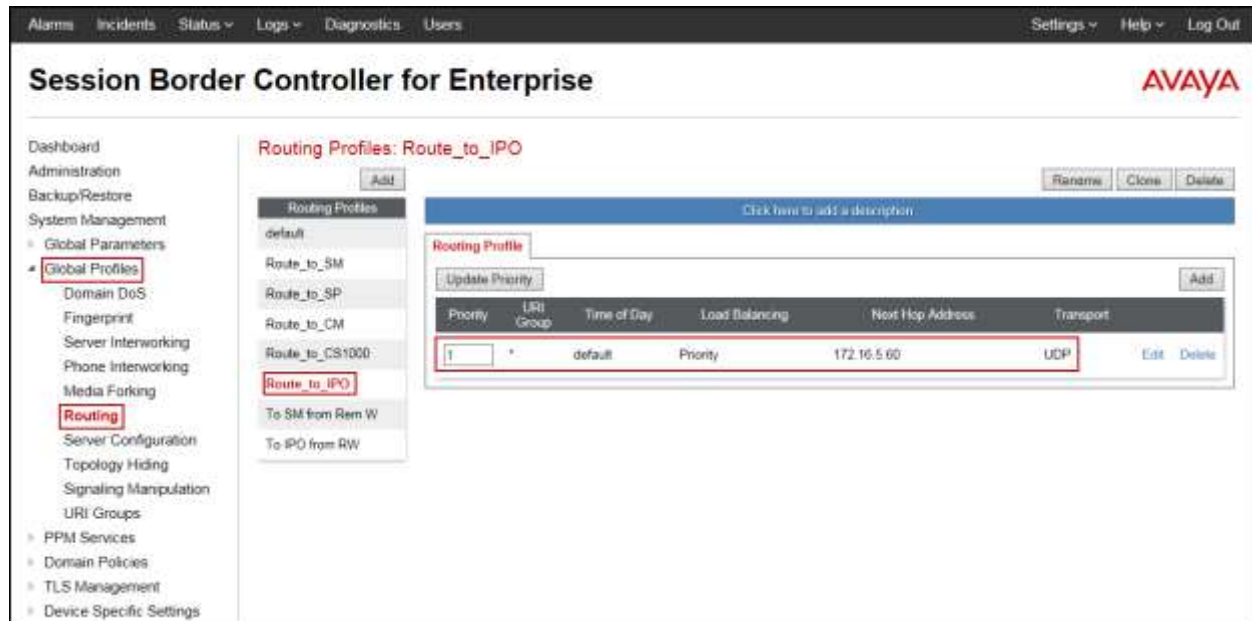 Alarms Incidents Status Logs Diagnostics Users Settings Help Log Out
Session Border Controller for Enterprise
AVAYA
Dashboard
Administration
Backup/Restore
System Management
Global Parameters
Global Profiles
Domain DoS
Fingerprint
Server Interworking
Phone Interworking
Media Forking
Routing
Server Configuration
Topology Hiding
Signaling Manipulation
URI Groups
PPM Services
Domain Policies
TLS Management
Device Specific Settings
Routing Profiles: Route_to_IPO
Add
Rename Clone Delete
Routing Profiles
default
Route_to_SM
Route_to_SP
Route_to_CM
Route_to_CS1000
Route_to_IPO
To SM from Rem W
To IPO from RW
Click here to add a description
Routing Profile
Update Priority Add
Priority URI Group Time of Day Load Balancing Next Hop Address Transport
1 * default Priority 172.16.5.60 UDP Edit Delete